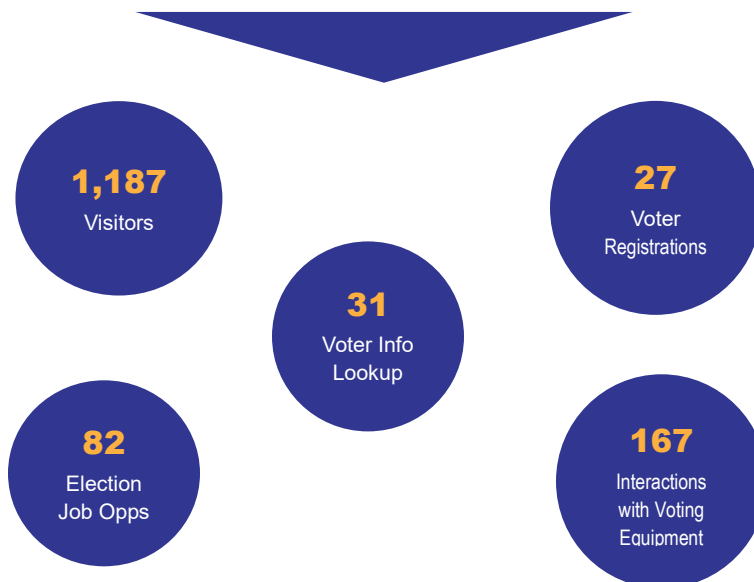 1,187
Visitors
27
Voter
Registrations
31
Voter Info
Lookup
82
Election
Job Opps
167
Interactions
with Voting
Equipment